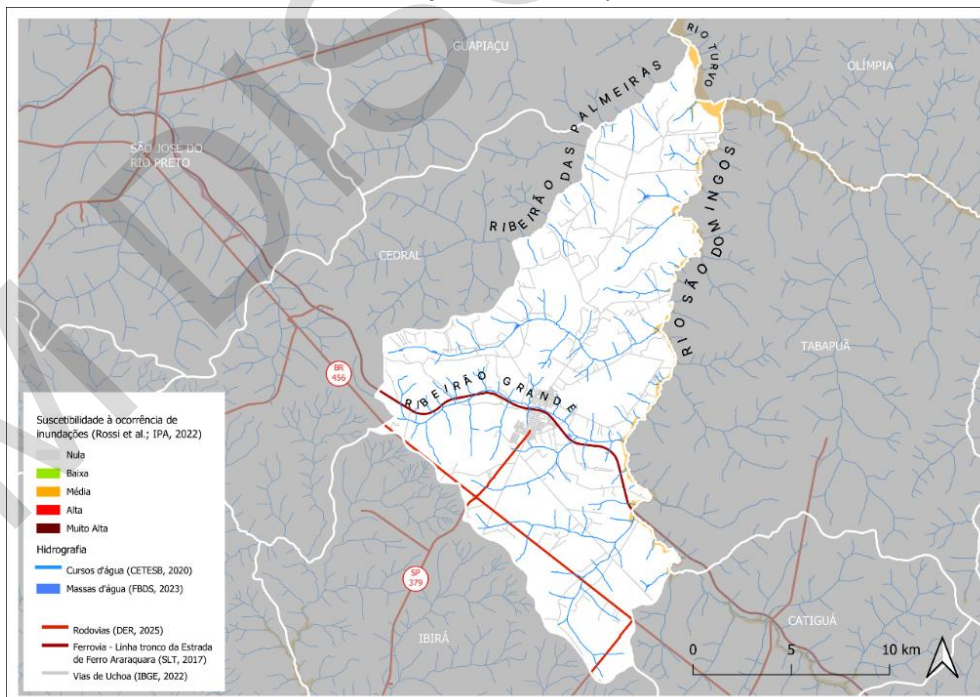 GUAPIAÇU
RIO TURVO
OLÍMPIA
RIBEIRÃO DAS PALMEIRAS
SÃO JOSÉ DO
RIO PRETO
CEDRAL
RIO SÃO DOMINGOS
TABAPUÃ
BR
456
RIBEIRÃO GRANDE
Suscetibilidade à ocorrência de
inundações (Rossi et al.; IPA, 2022)
Nula
Baixa
Média
Alta
Muito Alta
Hidrografia
Cursos d'água (CETESB, 2020)
Massas d'água (FBDS, 2023)
Rodovias (DER, 2025)
Ferrovia - Linha tronco da Estrada
de Ferro Araraquara (SLT, 2017)
Vias de Uchoa (IBGE, 2022)
SP
379
IBIRÁ
CATIGUÁ
0 5 10 km